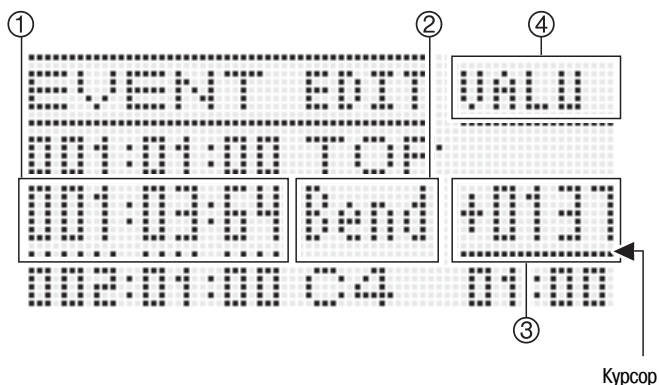 ① ② ④
EVENT EDIT VALU
001:01:00 TOP
001:03:64 Bend +0137
002:01:00 C4 01:00
③
Курсор